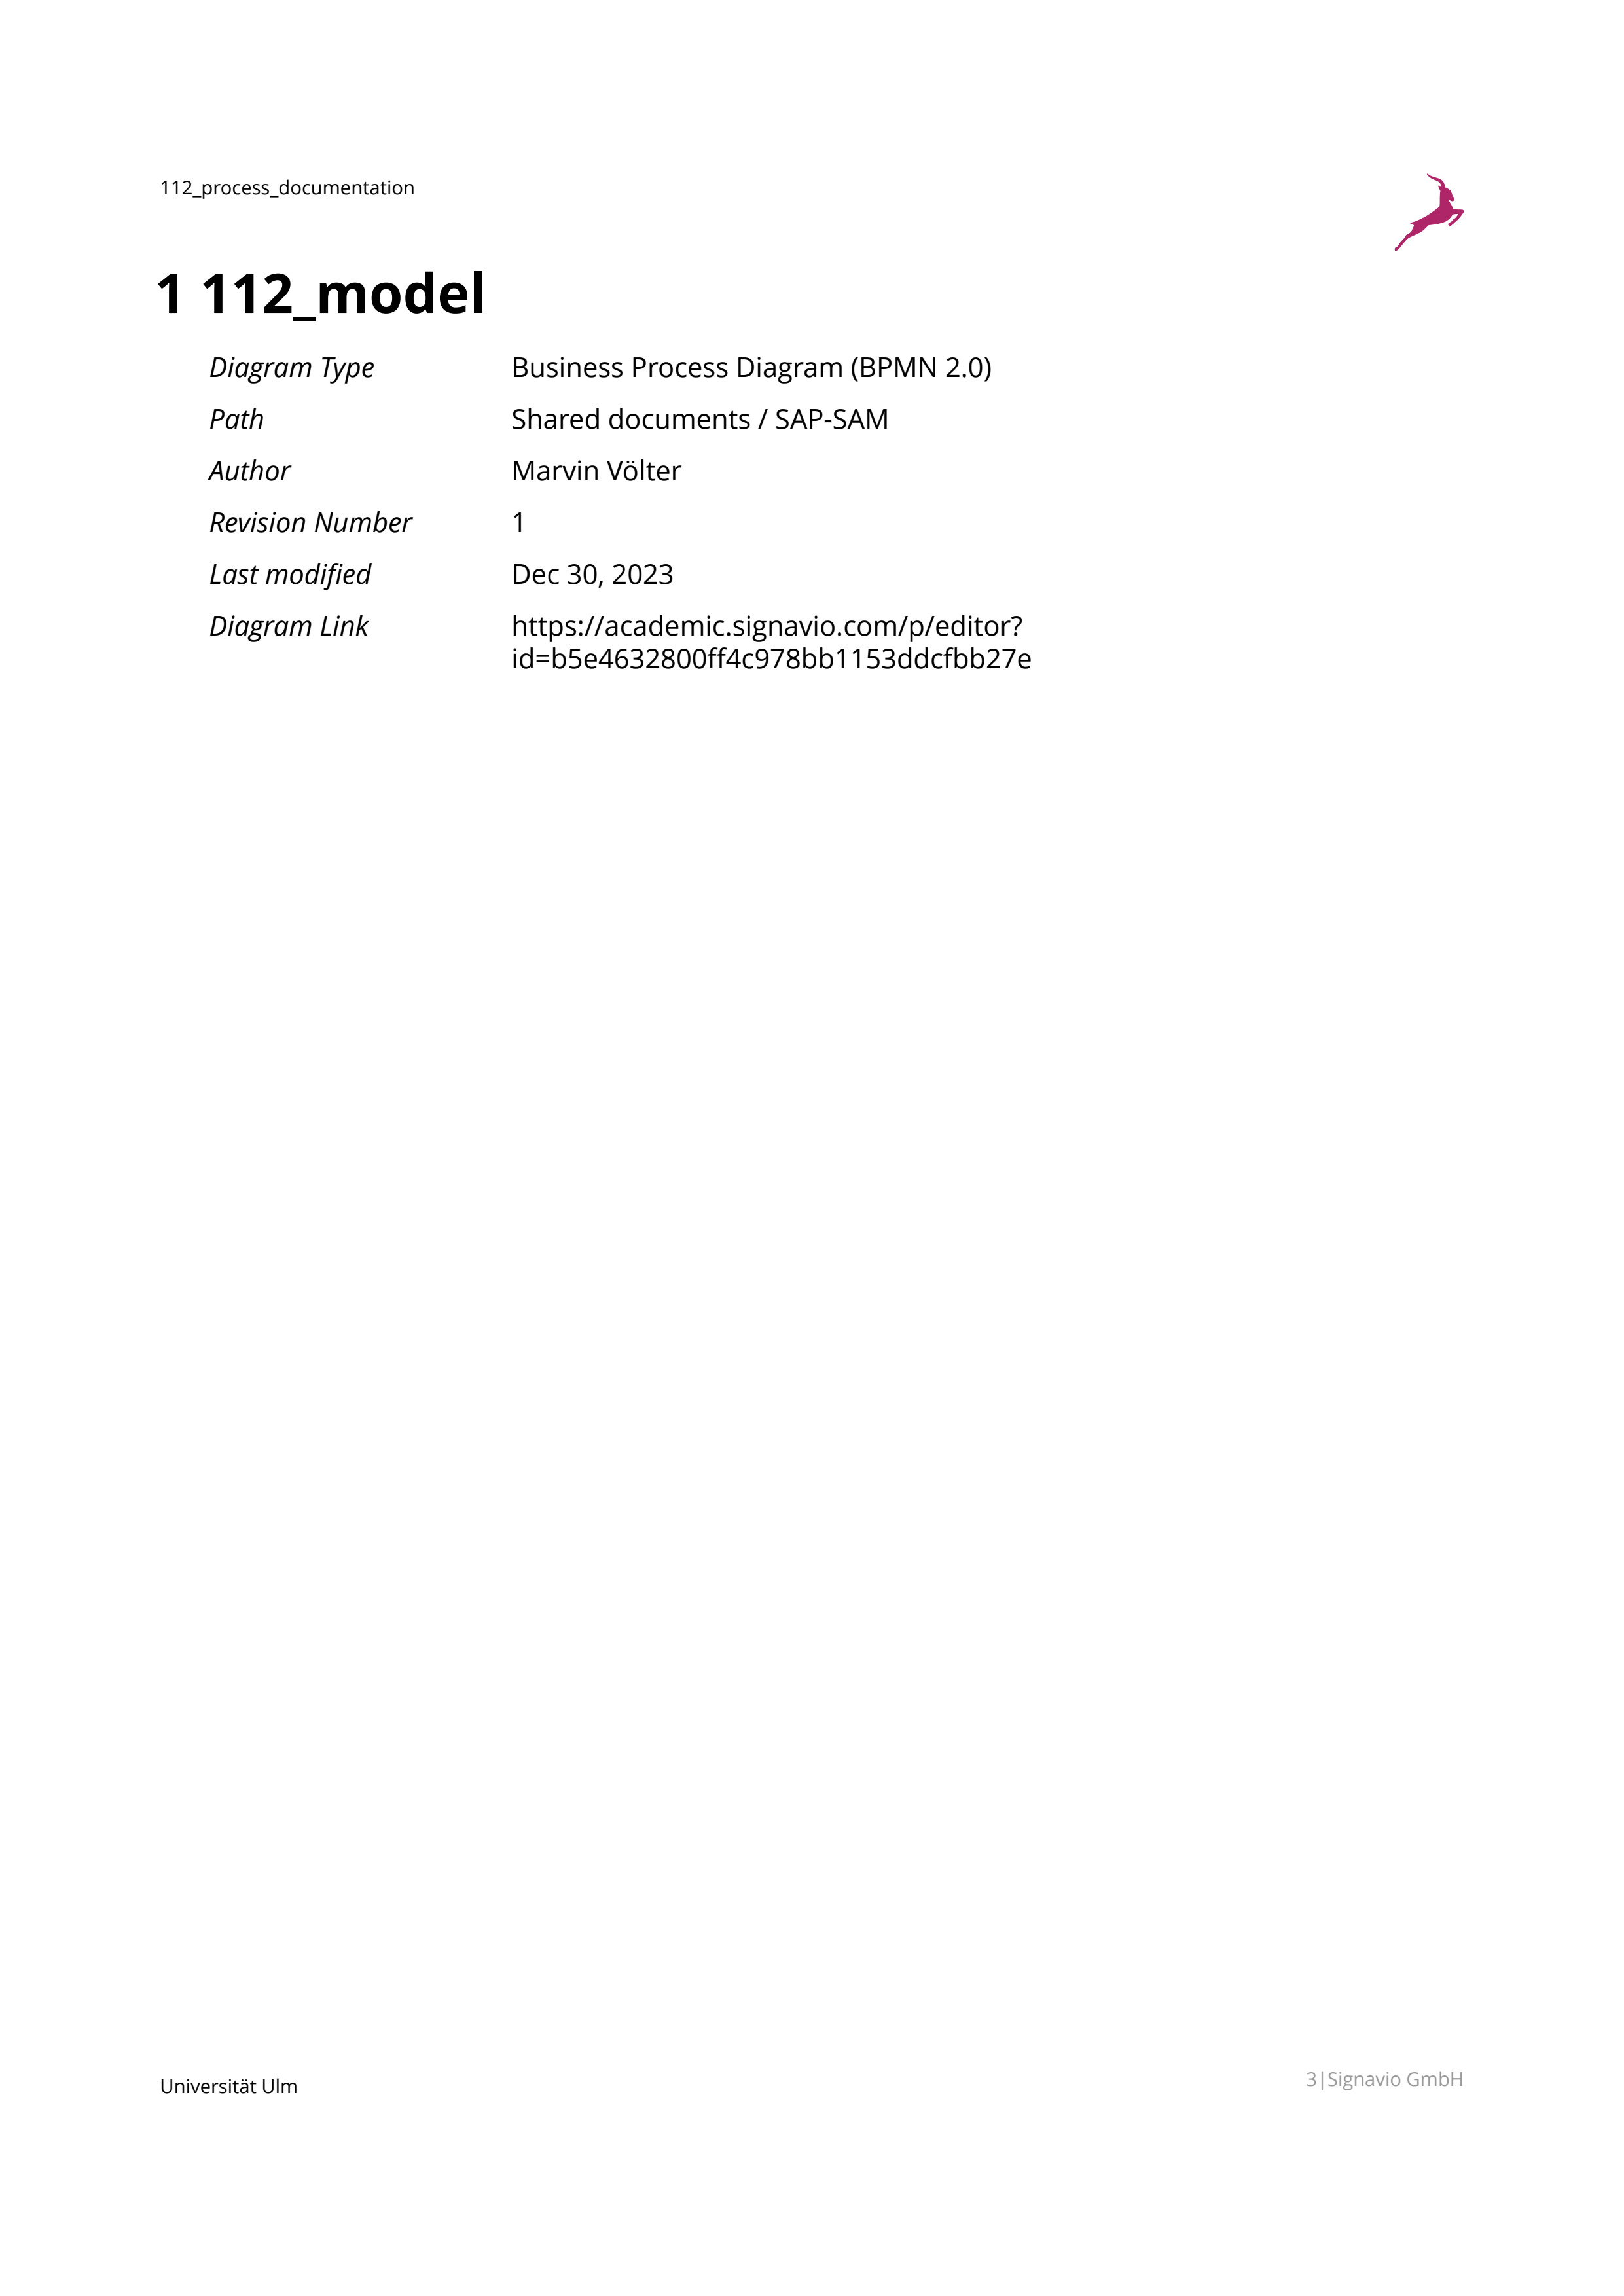 112_process_documentation
1 112_model
Diagram Type Business Process Diagram (BPMN 2.0)
Path Shared documents / SAP-SAM
Author Marvin Völter
Revision Number 1
Last modified Dec 30, 2023
Diagram Link https://academic.signavio.com/p/editor?
id=b5e4632800ff4c978bb1153ddcfbb27e
Universität Ulm
3|Signavio GmbH